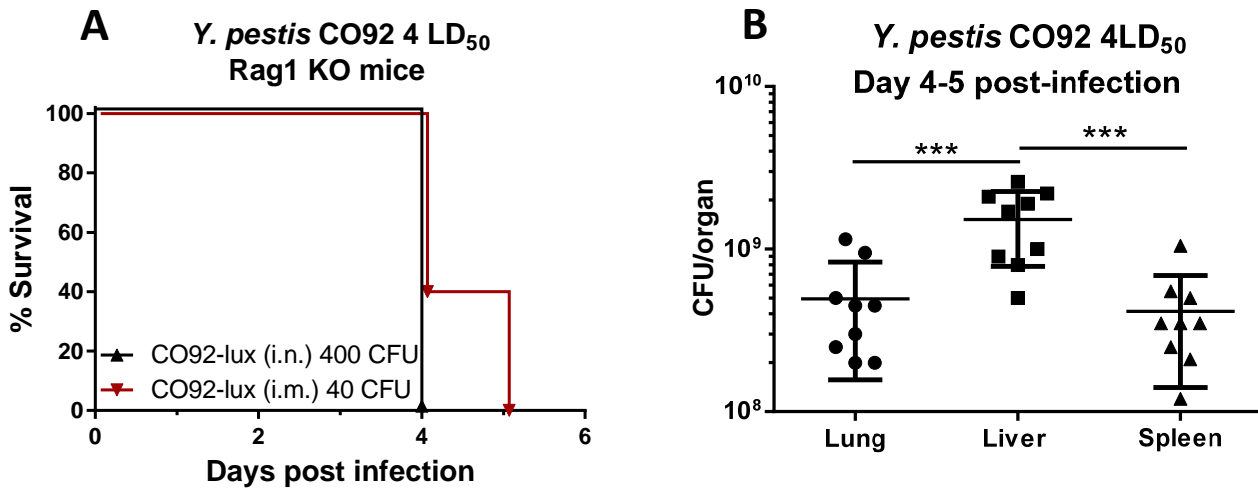 A
Y. pestis CO92 4 LD50
Rag1 KO mice
% Survival
100
80
60
40
20
0
CO92-lux (i.n.) 400 CFU
CO92-lux (i.m.) 40 CFU
0 2 4 6
Days post infection
B
Y. pestis CO92 4LD50
Day 4-5 post-infection
CFU/organ
10^10
10^9
10^8
***
***
Lung Liver Spleen